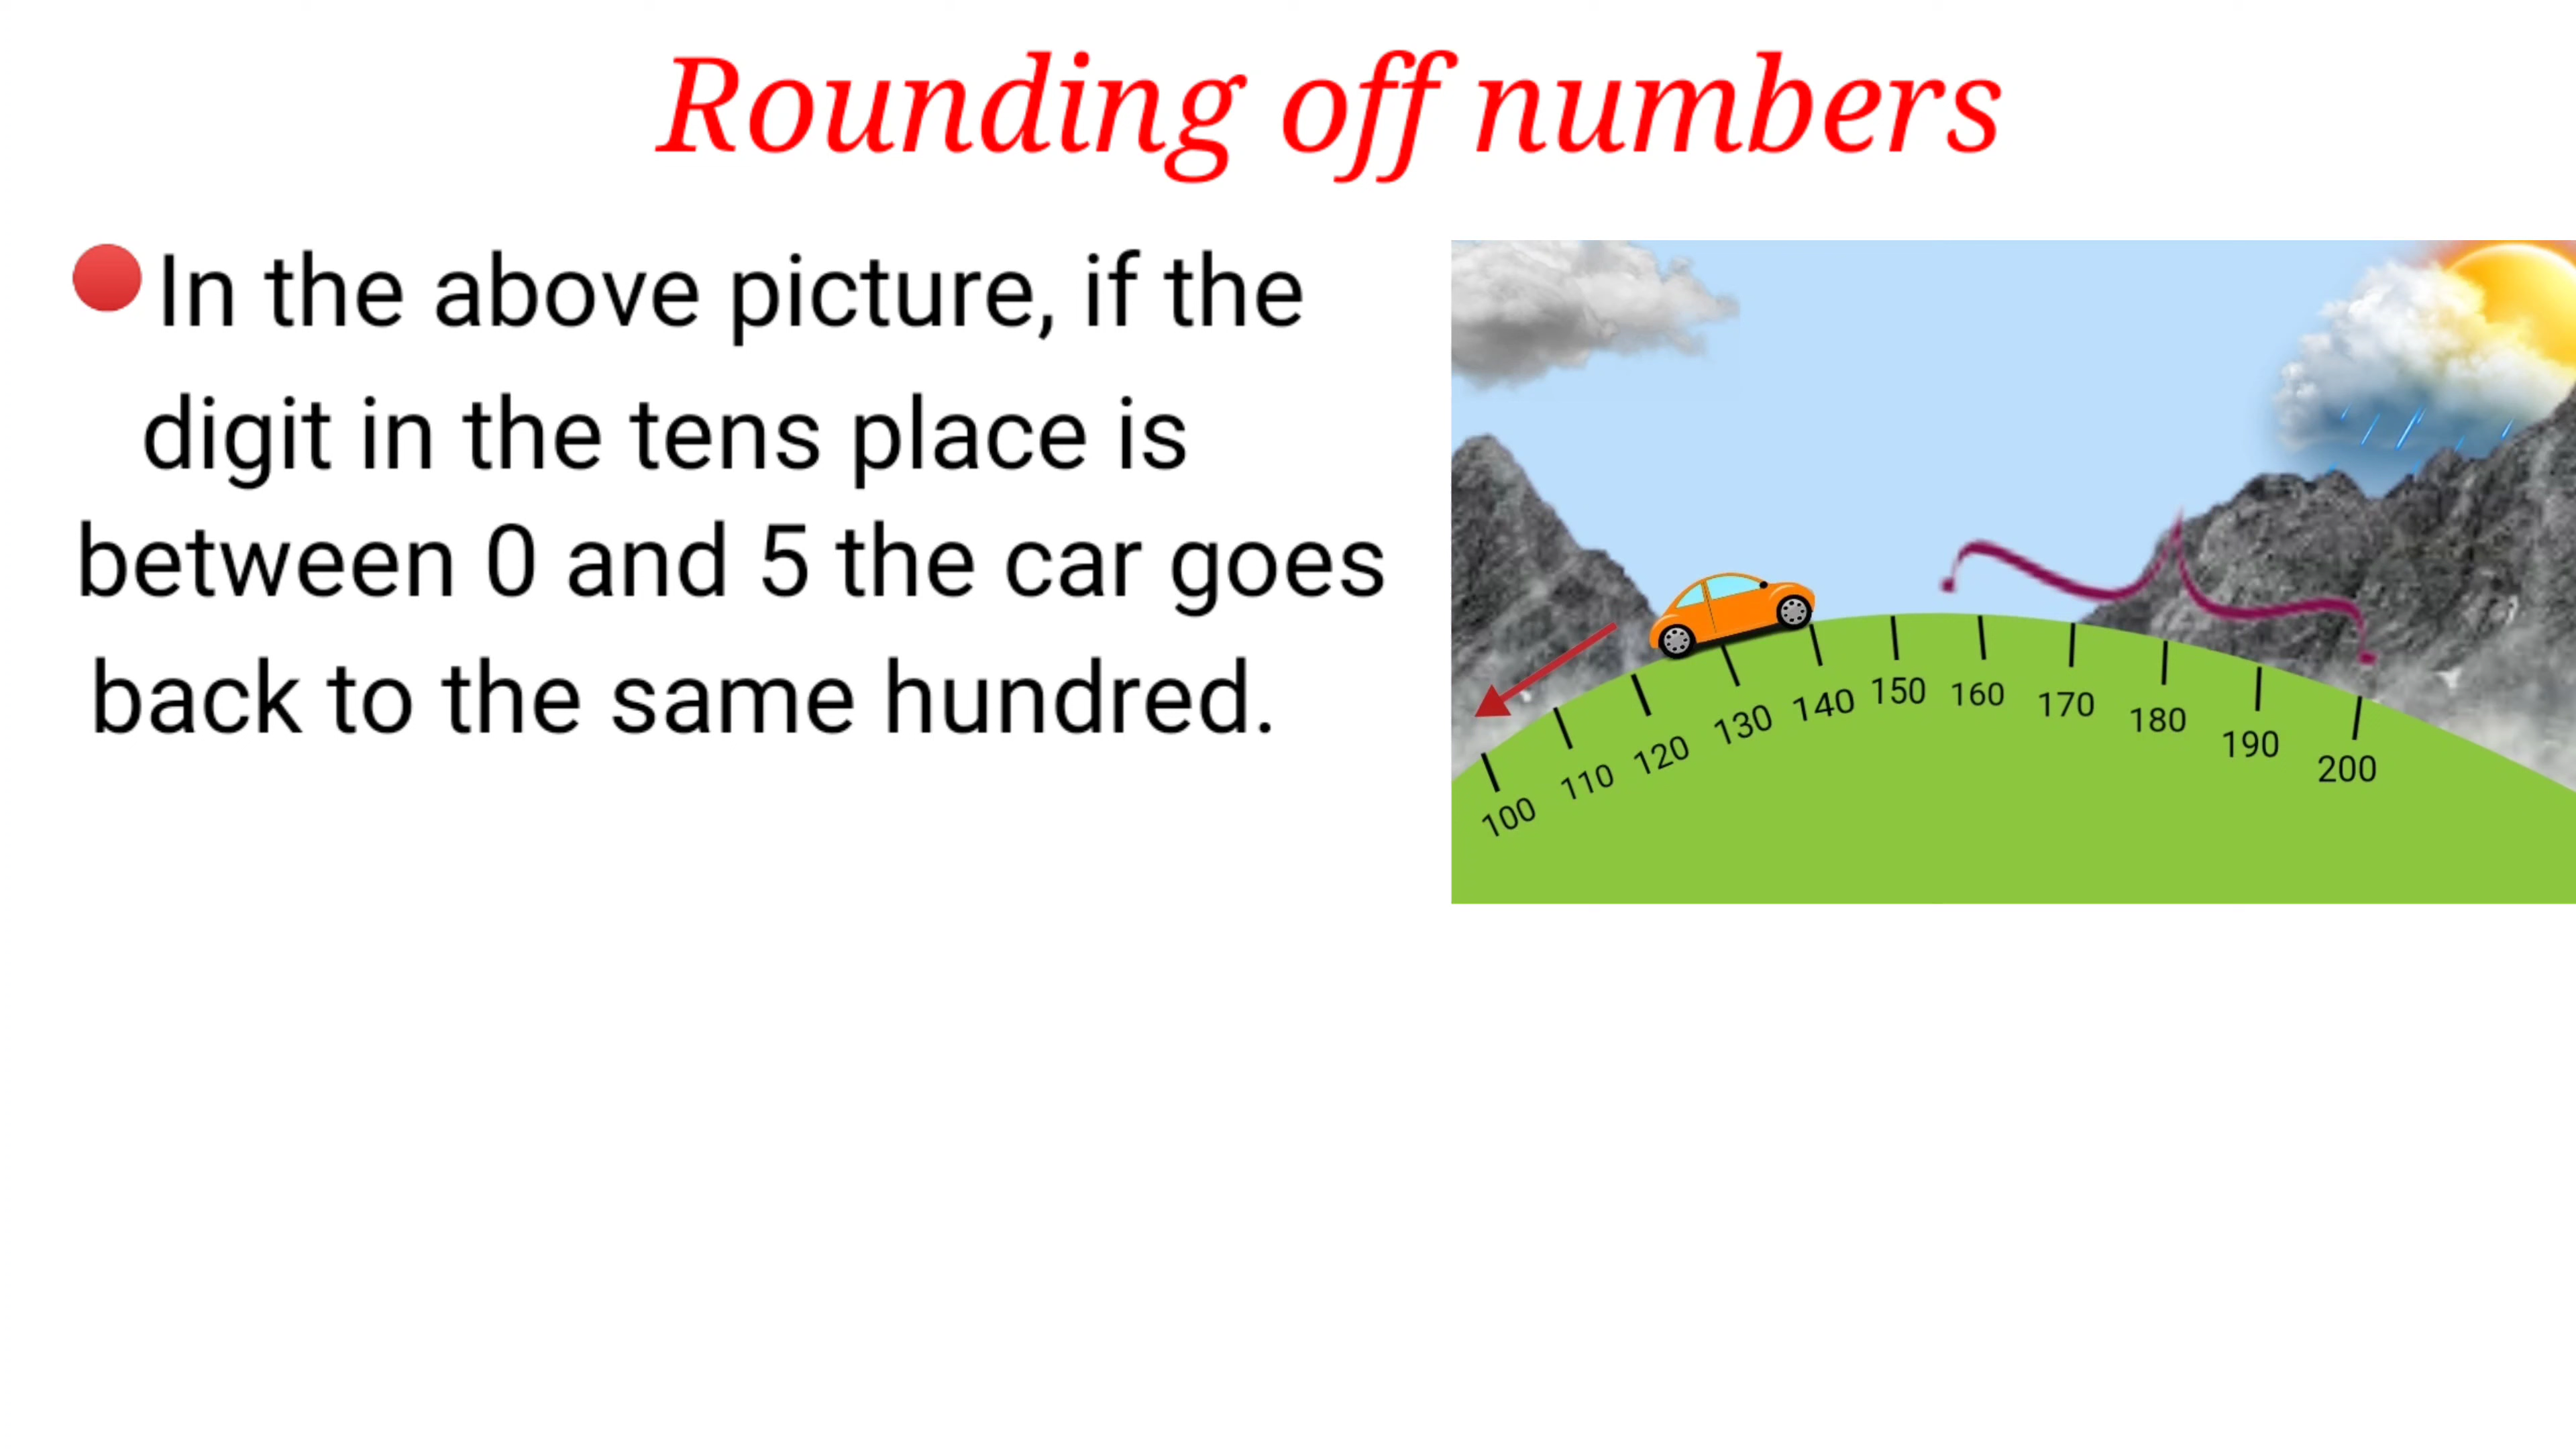 Rounding off numbers
In the above picture, if the
digit in the tens place is
between 0 and 5 the car goes
back to the same hundred.
100 110 120 130 140 150 160 170 180 190 200